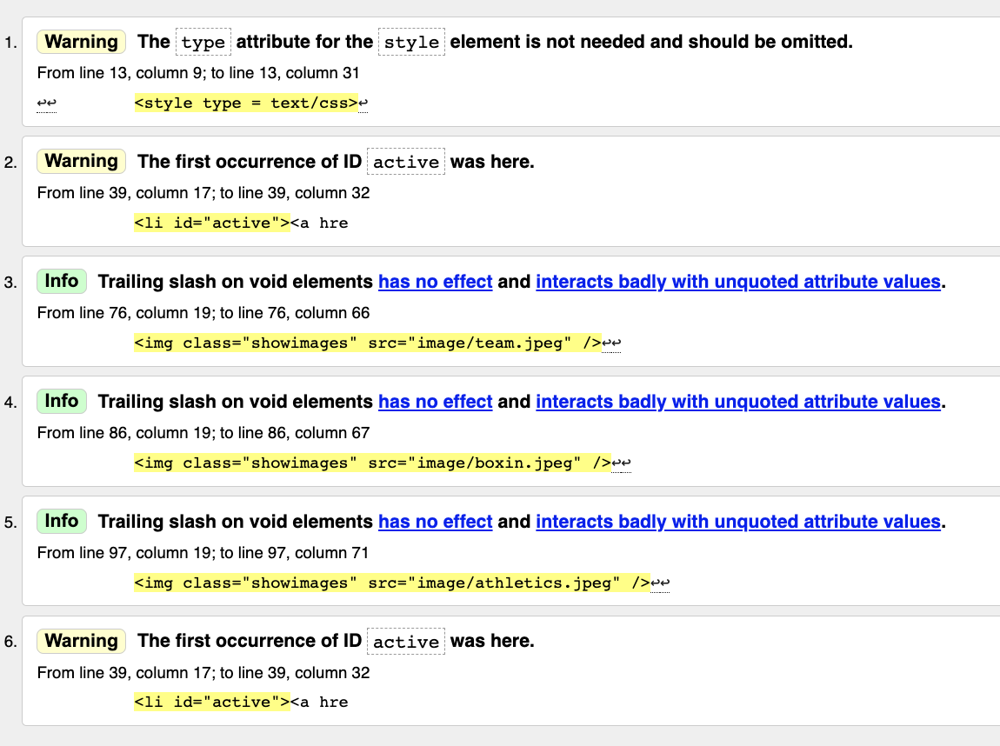 1. Warning The type attribute for the style element is not needed and should be omitted.
From line 13, column 9; to line 13, column 31
↩↩ <style type = text/css>↩
2. Warning The first occurrence of ID active was here.
From line 39, column 17; to line 39, column 32
<li id="active"><a hre
3. Info Trailing slash on void elements has no effect and interacts badly with unquoted attribute values.
From line 76, column 19; to line 76, column 66
<img class="showimages" src="image/team.jpeg" />↩↩
4. Info Trailing slash on void elements has no effect and interacts badly with unquoted attribute values.
From line 86, column 19; to line 86, column 67
<img class="showimages" src="image/boxin.jpeg" />↩↩
5. Info Trailing slash on void elements has no effect and interacts badly with unquoted attribute values.
From line 97, column 19; to line 97, column 71
<img class="showimages" src="image/athletics.jpeg" />↩↩
6. Warning The first occurrence of ID active was here.
From line 39, column 17; to line 39, column 32
<li id="active"><a hre